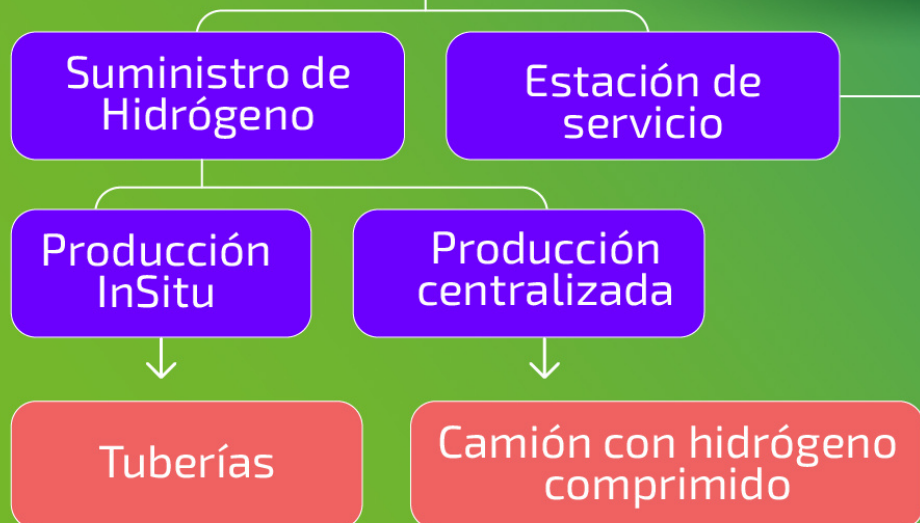 Suministro de
Hidrógeno
Estación de
servicio
Producción
InSitu
Producción
centralizada
Tuberías
Camión con hidrógeno
comprimido